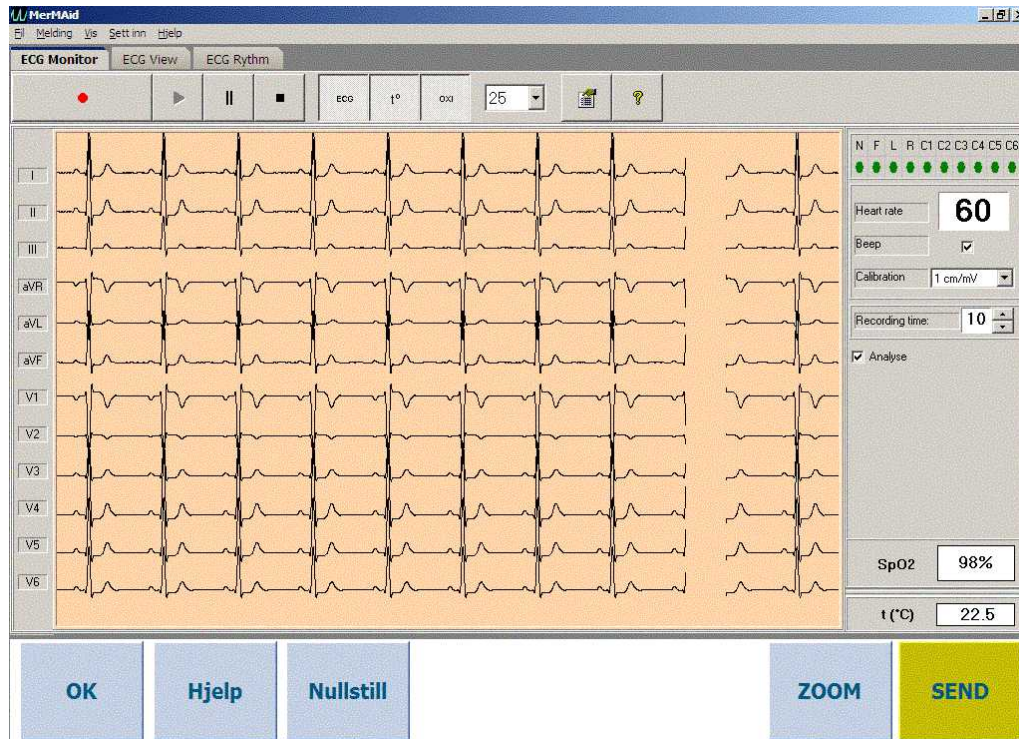 MerMAid
Fil Melding Vis Sett inn Hjelp
ECG Monitor ECG View ECG Rythm
ECG t° OXI 25 ?
N F L R C1 C2 C3 C4 C5 C6
I
II
III
aVR
aVL
aVF
V1
V2
V3
V4
V5
V6
Heart rate 60
Beep
Calibration 1 cm/mV
Recording time: 10
Analyse
SpO2 98%
t (°C) 22.5
OK Hjelp Nullstill ZOOM SEND